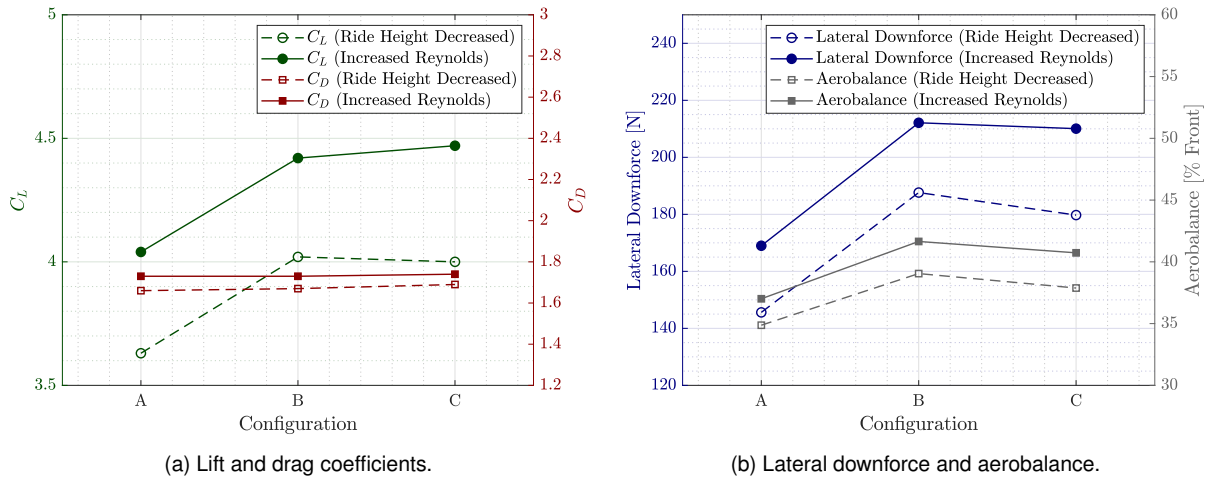 5
4.5
4
3.5
C_L
3
2.8
2.6
2.4
2.2
2
1.8
1.6
1.4
1.2
C_D
C_L (Ride Height Decreased)
C_L (Increased Reynolds)
C_D (Ride Height Decreased)
C_D (Increased Reynolds)
A B C
Configuration
(a) Lift and drag coefficients.
240
220
200
180
160
140
120
Lateral Downforce [N]
60
55
50
45
40
35
30
Aerobalance [% Front]
Lateral Downforce (Ride Height Decreased)
Lateral Downforce (Increased Reynolds)
Aerobalance (Ride Height Decreased)
Aerobalance (Increased Reynolds)
A B C
Configuration
(b) Lateral downforce and aerobalance.